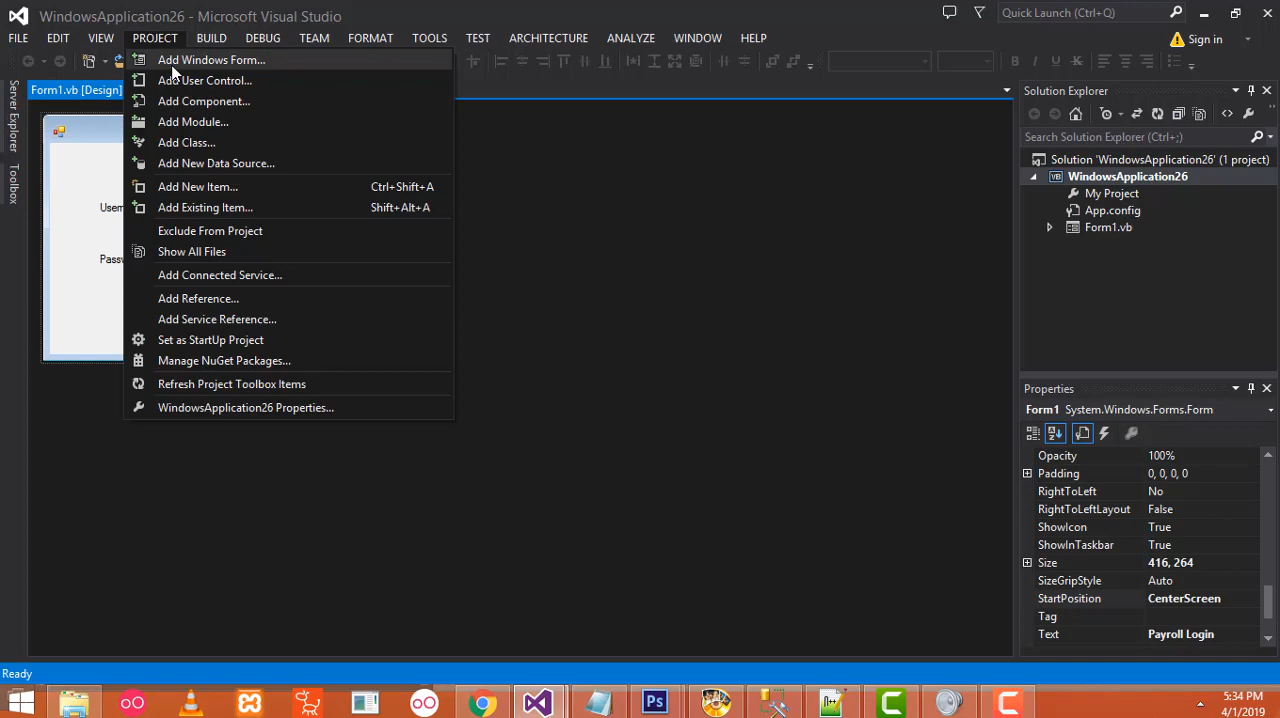 WindowsApplication26 - Microsoft Visual Studio
Quick Launch (Ctrl+Q)
FILE EDIT VIEW PROJECT BUILD DEBUG TEAM FORMAT TOOLS TEST ARCHITECTURE ANALYZE WINDOW HELP
Sign in
Add Windows Form...
Add User Control...
Add Component...
Add Module...
Add Class...
Add New Data Source...
Add New Item... Ctrl+Shift+A
Add Existing Item... Shift+Alt+A
Exclude From Project
Show All Files
Add Connected Service...
Add Reference...
Add Service Reference...
Set as StartUp Project
Manage NuGet Packages...
Refresh Project Toolbox Items
WindowsApplication26 Properties...
Server Explorer
Toolbox
Form1.vb [Design]
Solution Explorer
Search Solution Explorer (Ctrl+;)
Solution 'WindowsApplication26' (1 project)
VB WindowsApplication26
My Project
App.config
Form1.vb
Properties
Form1 System.Windows.Forms.Form
Opacity 100%
Padding 0, 0, 0, 0
RightToLeft No
RightToLeftLayout False
ShowIcon True
ShowInTaskbar True
Size 416, 264
SizeGripStyle Auto
StartPosition CenterScreen
Tag
Text Payroll Login
Ready
Ps
5:34 PM
4/1/2019